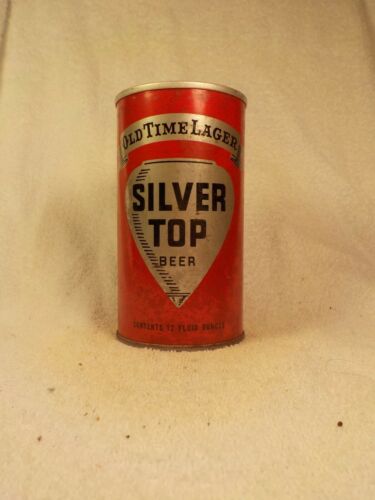 OLD TIME LAGER
SILVER
TOP
BEER
CONTENTS 12 FLUID OUNCES